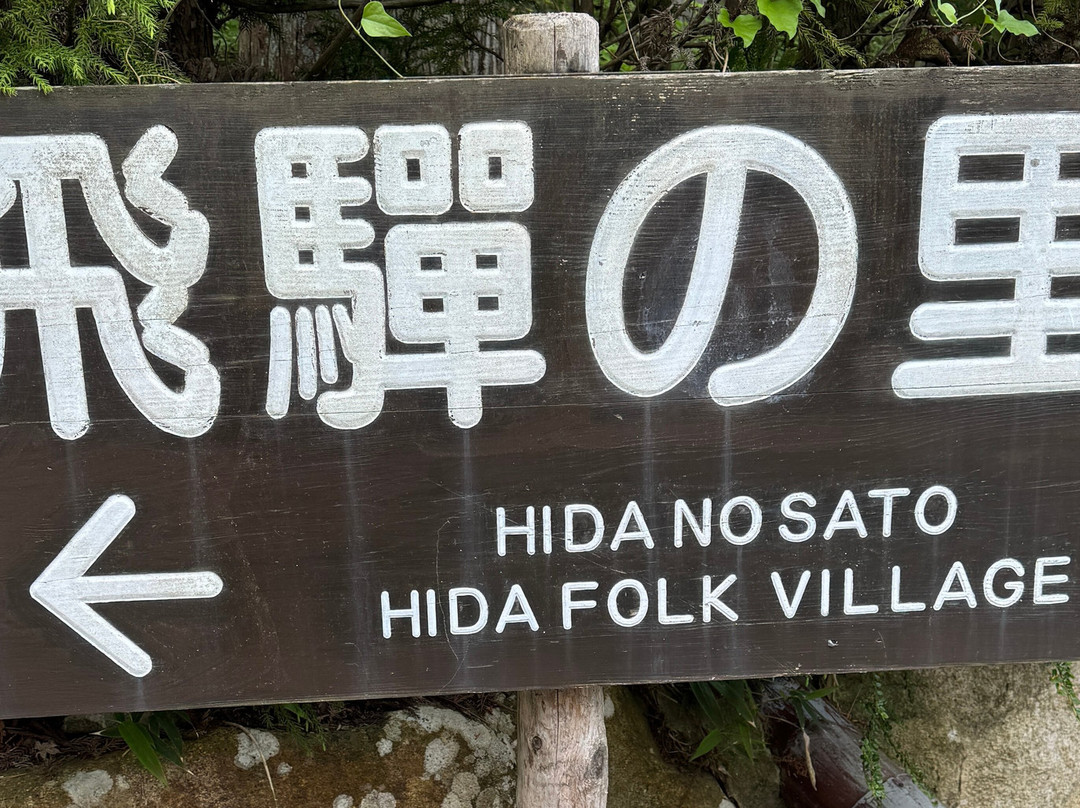 飛驒の里
HIDA NO SATO
HIDA FOLK VILLAGE